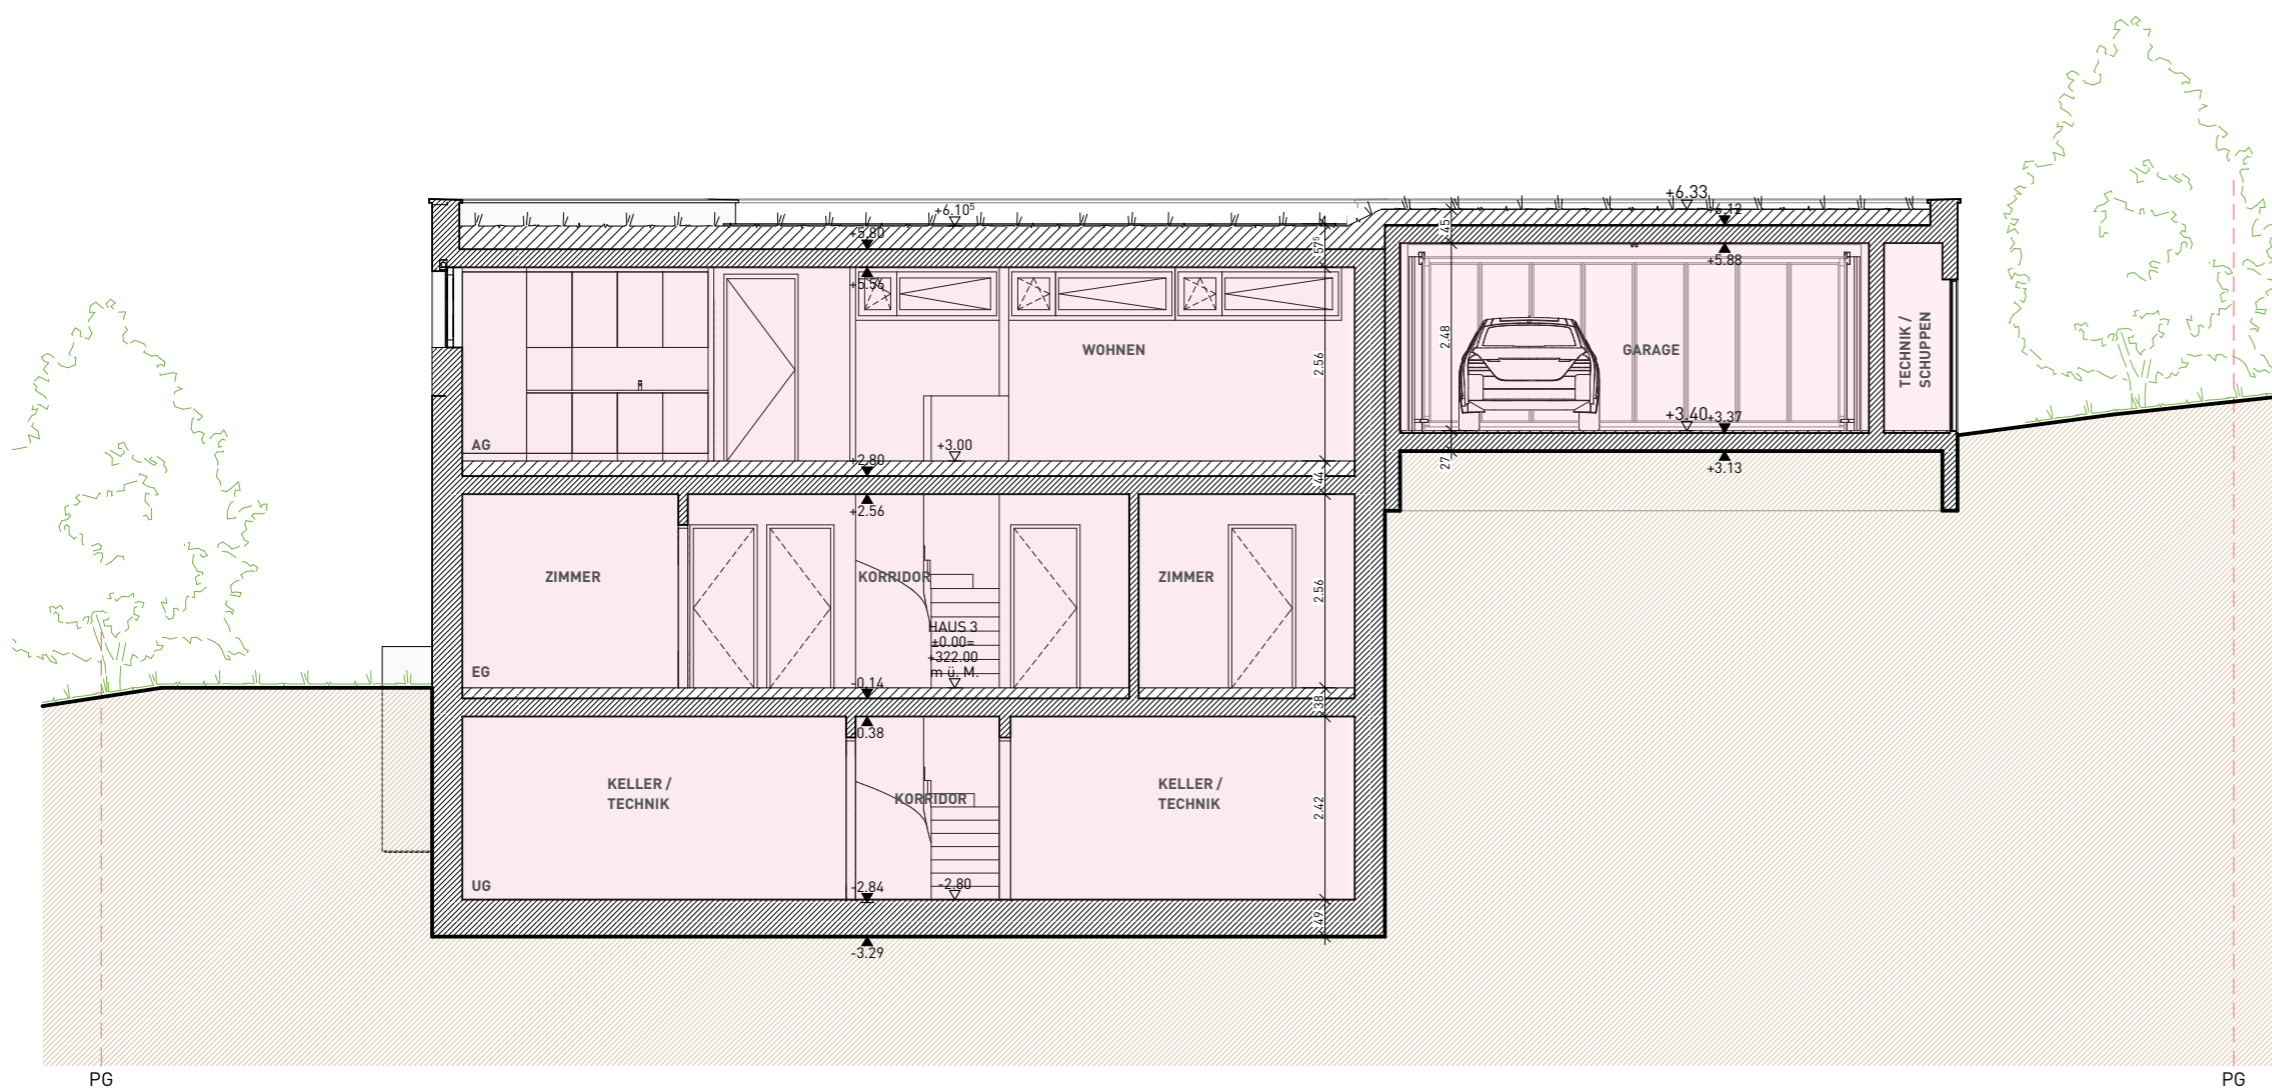 +6.33
+6.12
+6.10⁵
+5.80
45
57⁵
+5.88
+5.56
WOHNEN
GARAGE
TECHNIK /
SCHUPPEN
2.48
2.56
+3.40
+3.37
AG
+3.00
+2.80
27
+3.13
44
+2.56
ZIMMER
KORRIDOR
ZIMMER
2.56
HAUS 3
±0.00=
+322.00
m ü. M.
EG
-0.14
38
-0.38
KELLER /
TECHNIK
KORRIDOR
KELLER /
TECHNIK
2.42
UG
-2.84
-2.80
49
-3.29
PG
PG